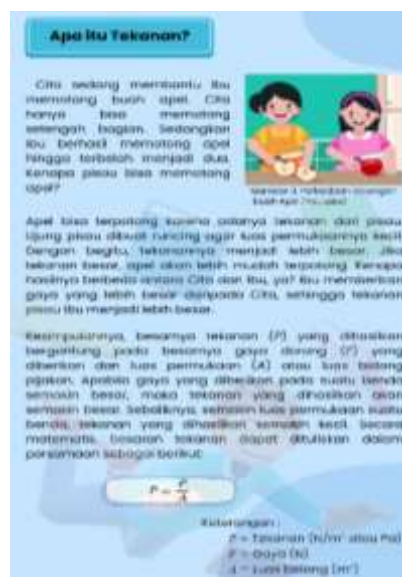 Apa itu Tekanan?
Cita sedang membantu Ibu
memotong buah apel. Cita
hanya bisa memotong
setengah bagian. Sedangkan
Ibu berhasil memotong apel
hingga terbelah menjadi dua.
Kenapa pisau bisa memotong
apel?
Apel bisa terpotong karena adanya tekanan dari pisau.
Ujung pisau dibuat runcing agar luas permukaannya kecil.
Dengan begitu, tekanannya menjadi lebih besar. Jika
tekanan besar, apel akan lebih mudah terpotong. Kenapa
hasilnya berbeda antara Cita dan Ibu, ya? Ibu memberikan
gaya yang lebih besar daripada Cita, sehingga tekanan
pisau Ibu menjadi lebih besar.
Kesimpulannya, besarnya tekanan (P) yang dihasilkan
bergantung pada besarnya gaya dorong (F) yang
diberikan dan luas permukaan (A) atau luas bidang
pijakan. Apabila gaya yang diberikan pada suatu benda
semakin besar, maka tekanan yang dihasilkan akan
semakin besar. Sebaliknya, semakin luas permukaan suatu
benda, tekanan yang dihasilkan semakin kecil. Secara
matematis, besaran tekanan dapat dituliskan dalam
persamaan sebagai berikut:
P = F/A
Keterangan :
P = Tekanan (N/m² atau Pa)
F = Gaya (N)
A = Luas bidang (m²)